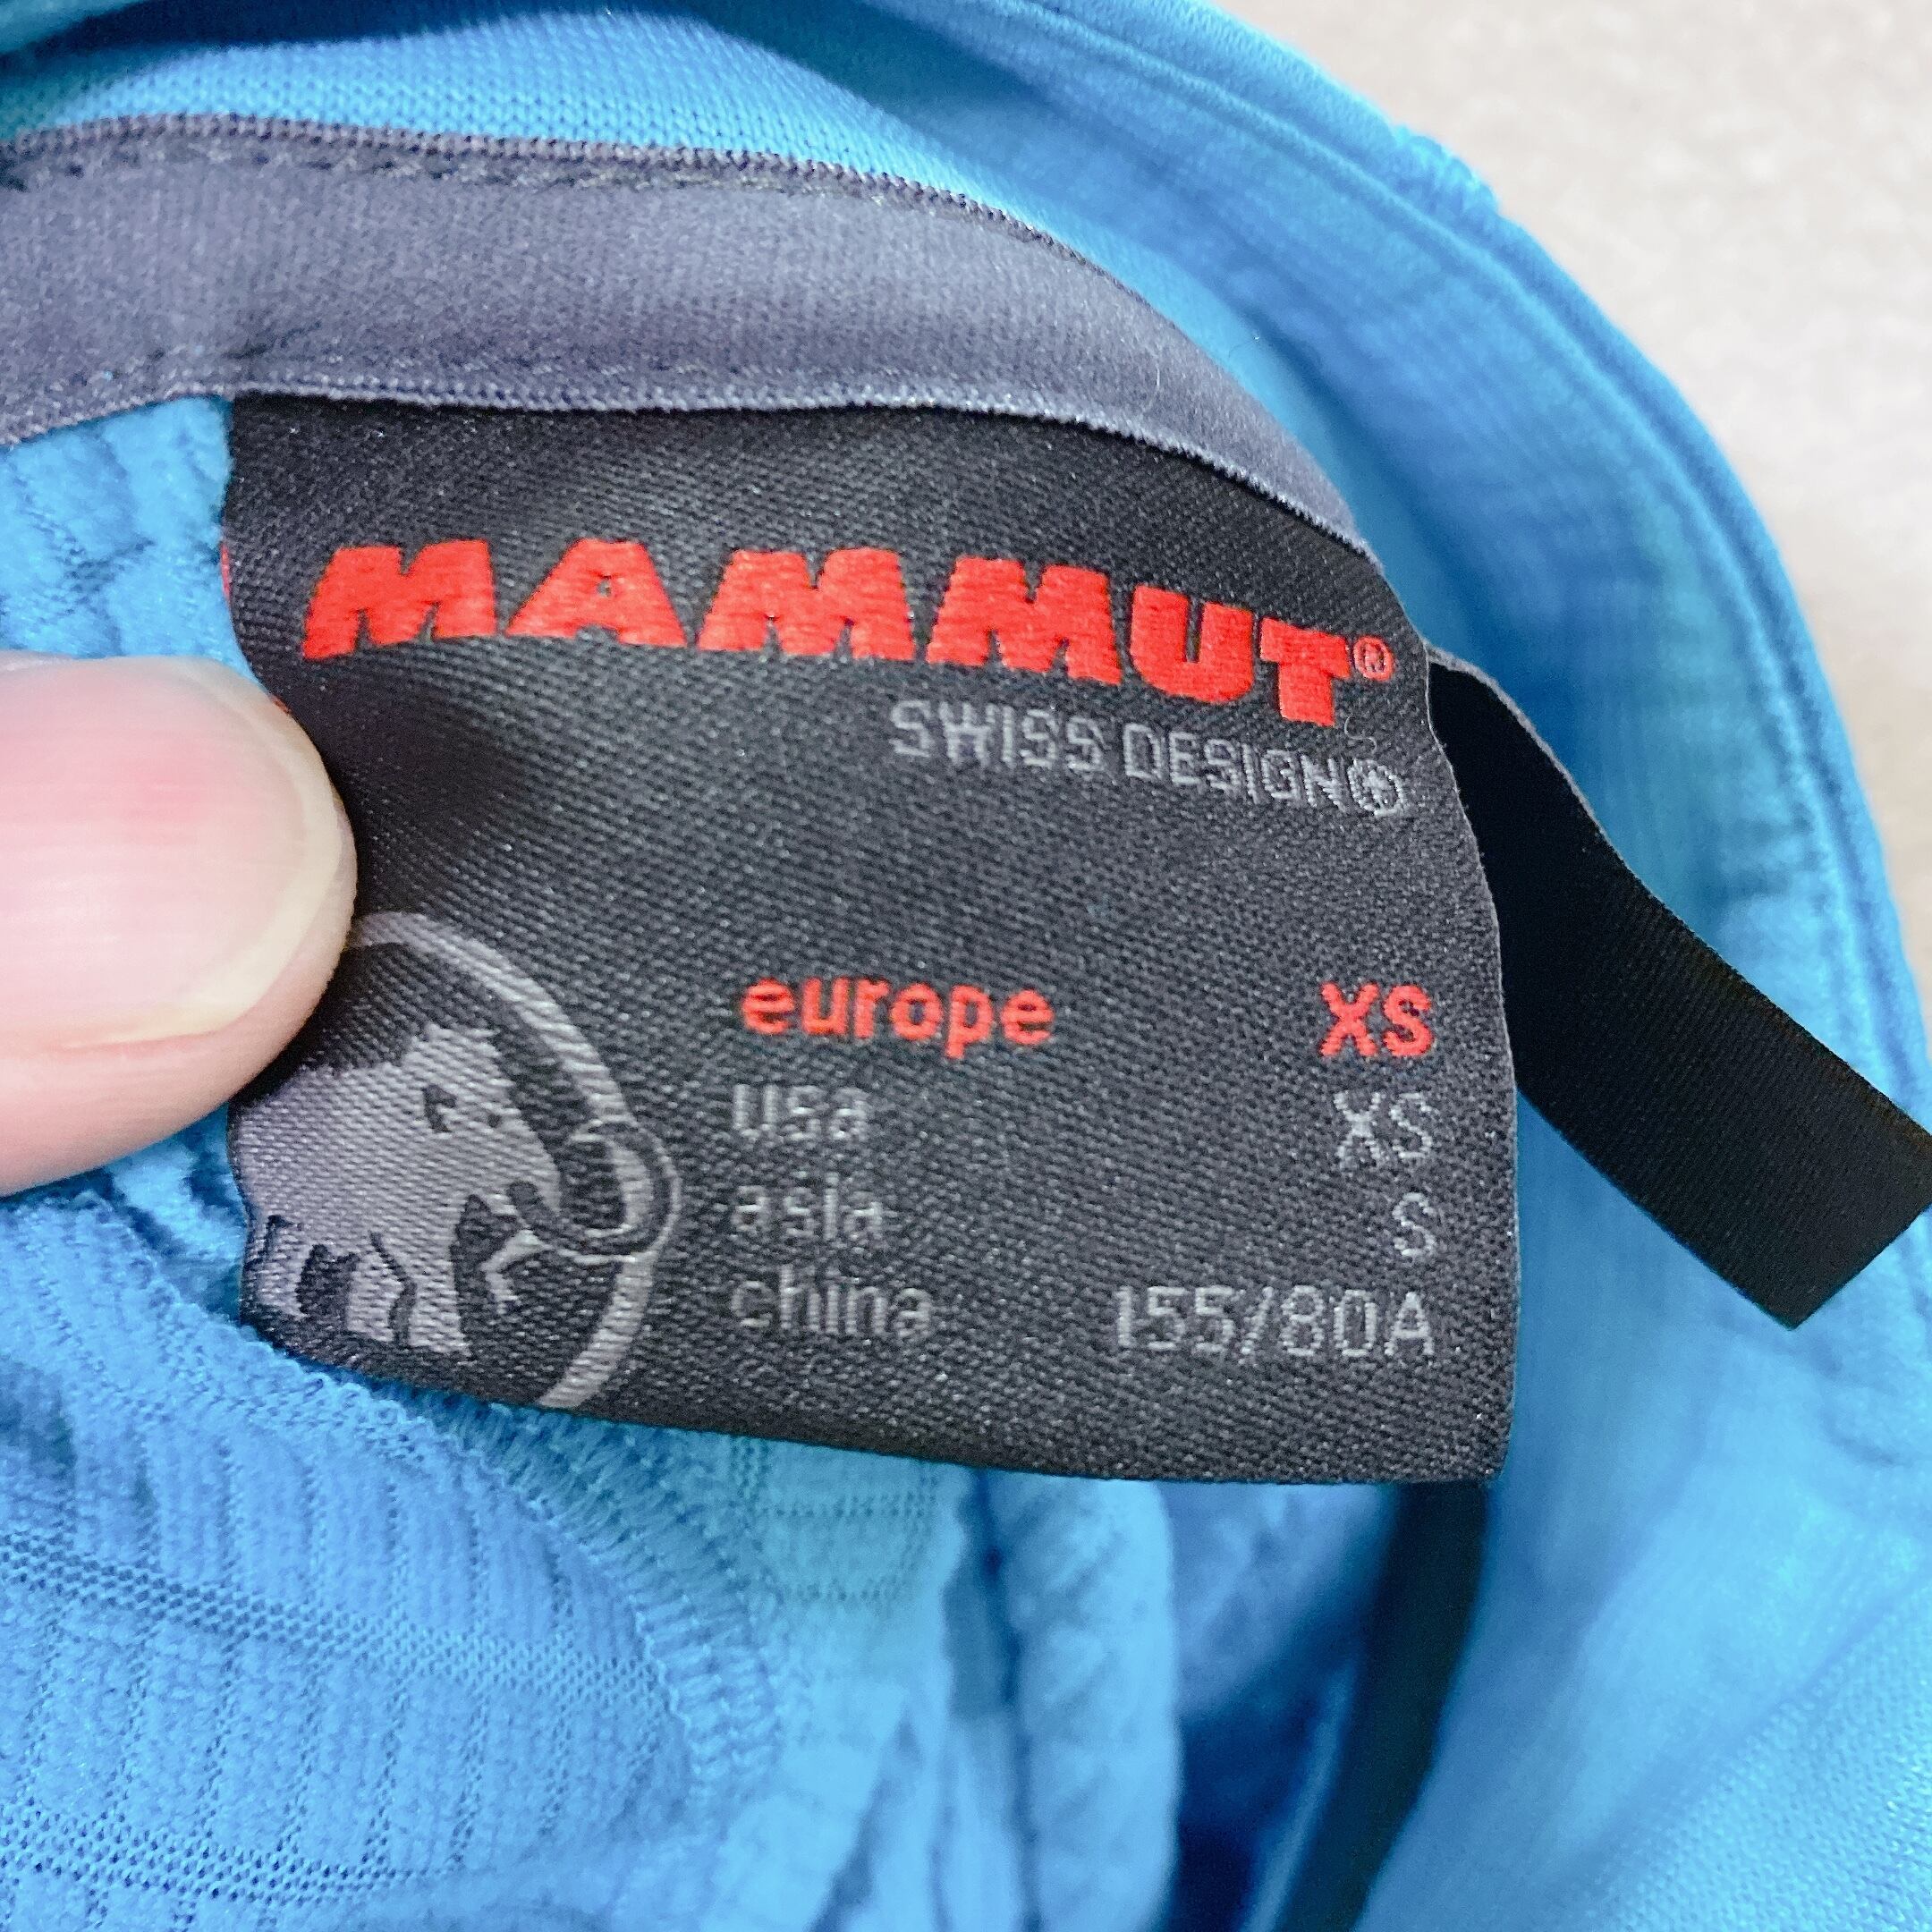 MAMMUT®
SWISS DESIGN
europe XS
usa XS
asia S
china 155/80A